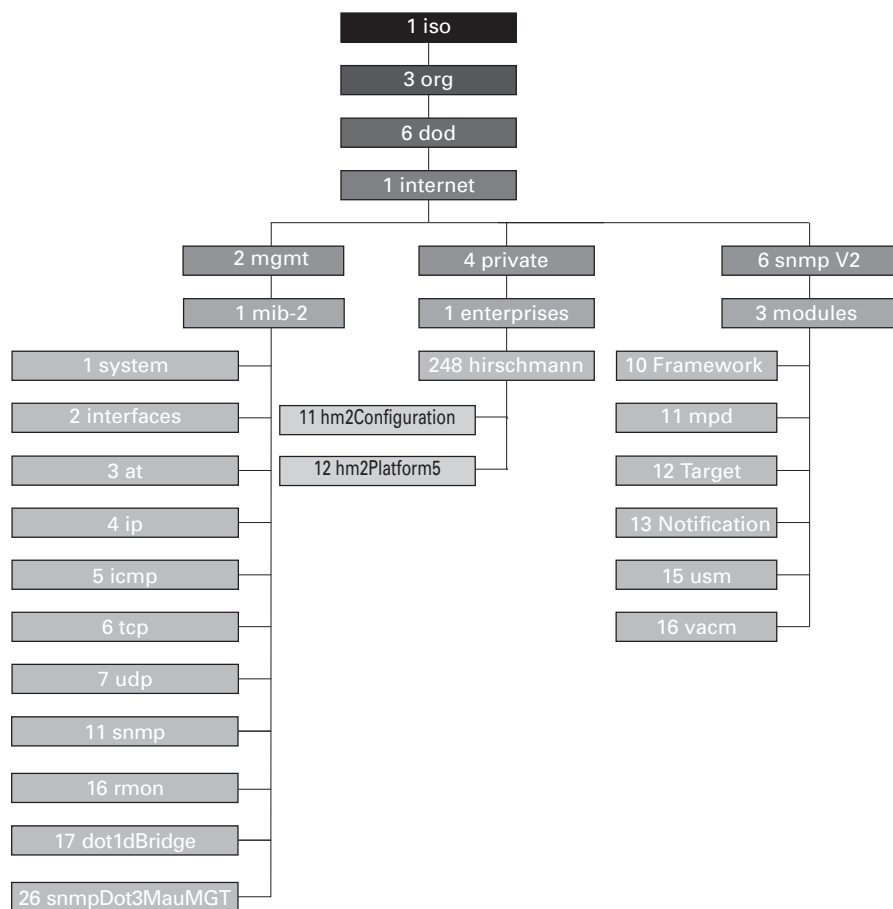 1 iso
3 org
6 dod
1 internet
2 mgmt
4 private
6 snmp V2
1 mib-2
1 enterprises
3 modules
1 system
248 hirschmann
10 Framework
2 interfaces
11 hm2Configuration
11 mpd
3 at
12 hm2Platform5
12 Target
4 ip
13 Notification
5 icmp
15 usm
6 tcp
16 vacm
7 udp
11 snmp
16 rmon
17 dot1dBridge
26 snmpDot3MauMGT